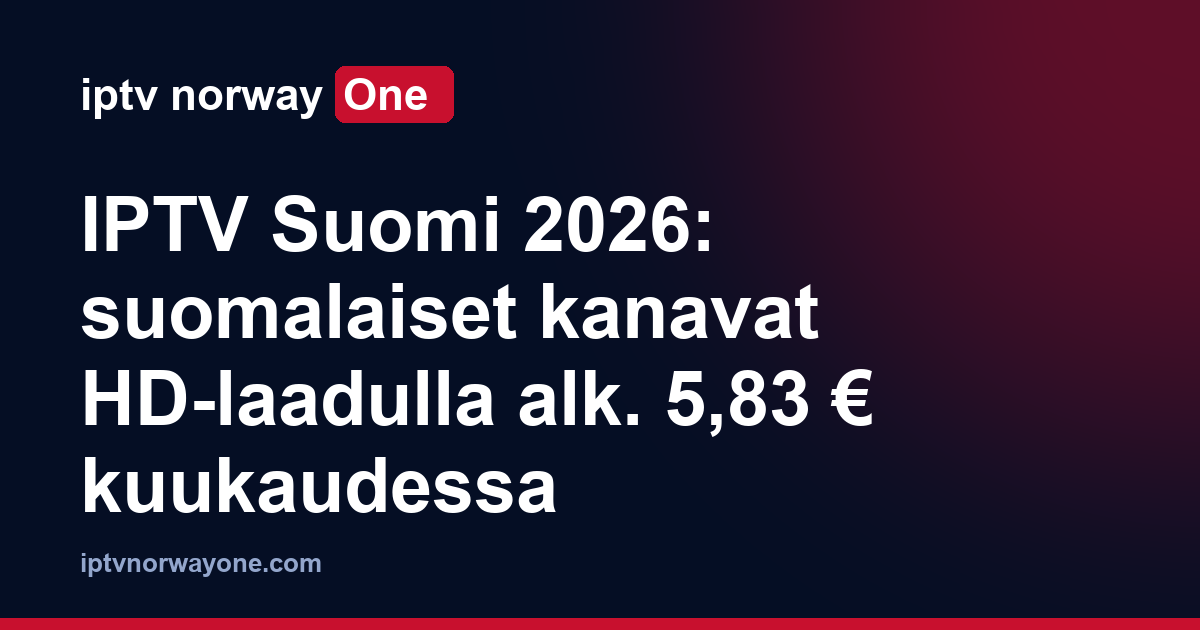 iptv norway One
IPTV Suomi 2026:
suomalaiset kanavat
HD-laadulla alk. 5,83 €
kuukaudessa
iptvnorwayone.com